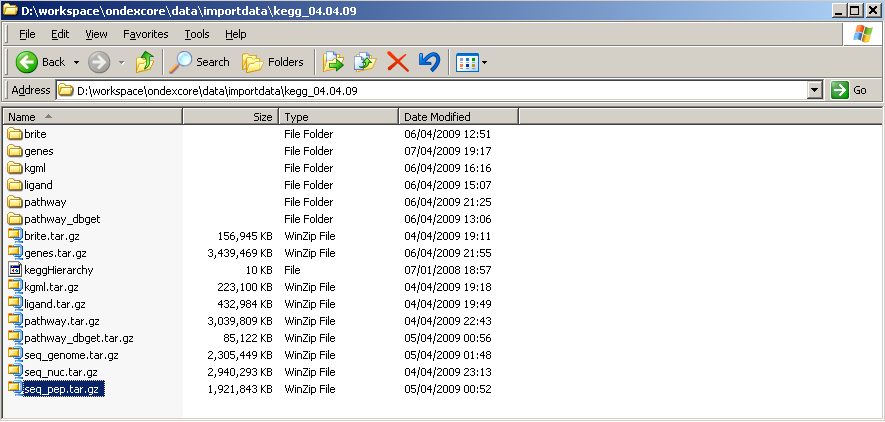 D:\workspace\ondexcore\data\importdata\kegg_04.04.09
File Edit View Favorites Tools Help
Back Search Folders
Address D:\workspace\ondexcore\data\importdata\kegg_04.04.09 Go
Name Size Type Date Modified
brite File Folder 06/04/2009 12:51
genes File Folder 07/04/2009 19:17
kgml File Folder 06/04/2009 16:16
ligand File Folder 06/04/2009 15:07
pathway File Folder 06/04/2009 21:25
pathway_dbget File Folder 06/04/2009 13:06
brite.tar.gz 156,945 KB WinZip File 04/04/2009 19:11
genes.tar.gz 3,439,469 KB WinZip File 06/04/2009 21:55
keggHierarchy 10 KB File 07/01/2008 18:57
kgml.tar.gz 223,100 KB WinZip File 04/04/2009 19:18
ligand.tar.gz 432,984 KB WinZip File 04/04/2009 19:49
pathway.tar.gz 3,039,809 KB WinZip File 04/04/2009 22:43
pathway_dbget.tar.gz 85,122 KB WinZip File 05/04/2009 00:56
seq_genome.tar.gz 2,305,449 KB WinZip File 05/04/2009 01:48
seq_nuc.tar.gz 2,940,293 KB WinZip File 04/04/2009 23:13
seq_pep.tar.gz 1,921,843 KB WinZip File 05/04/2009 00:52